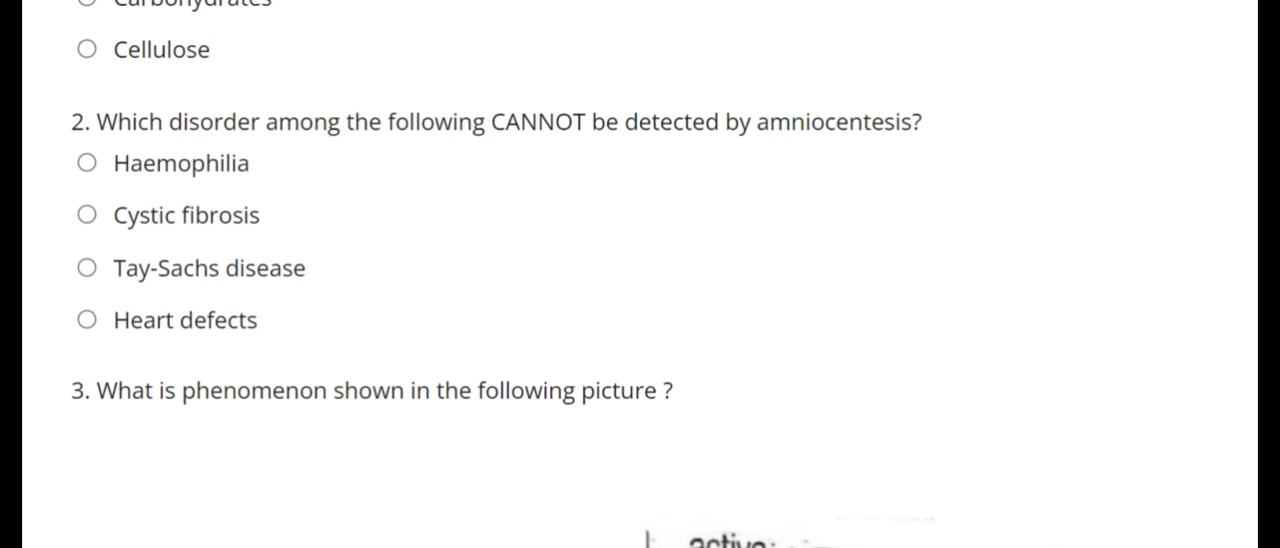 Carbohydrates
Cellulose
2. Which disorder among the following CANNOT be detected by amniocentesis?
Haemophilia
Cystic fibrosis
Tay-Sachs disease
Heart defects
3. What is phenomenon shown in the following picture ?